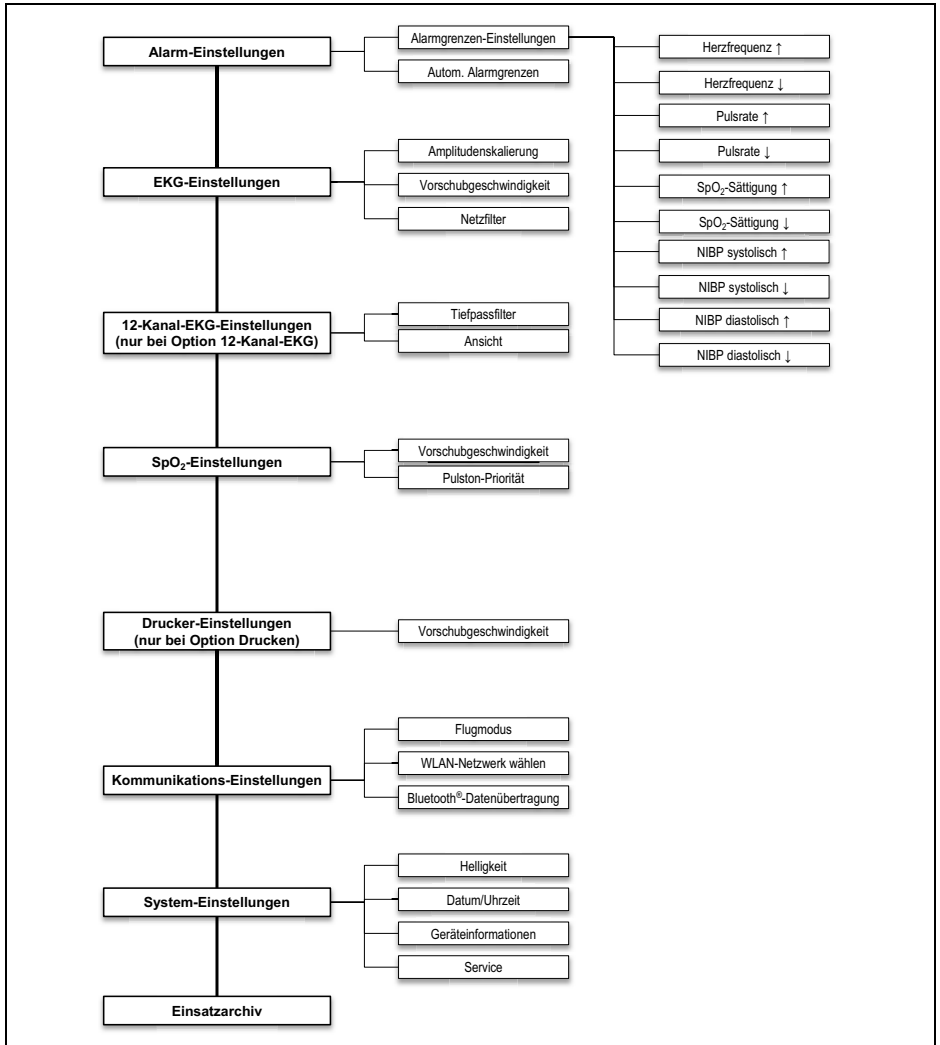 Alarm-Einstellungen
Alarmgrenzen-Einstellungen
Autom. Alarmgrenzen
Herzfrequenz ↑
Herzfrequenz ↓
Pulsrate ↑
Pulsrate ↓
SpO₂-Sättigung ↑
SpO₂-Sättigung ↓
NIBP systolisch ↑
NIBP systolisch ↓
NIBP diastolisch ↑
NIBP diastolisch ↓
EKG-Einstellungen
Amplitudenskalierung
Vorschubgeschwindigkeit
Netzfilter
12-Kanal-EKG-Einstellungen
(nur bei Option 12-Kanal-EKG)
Tiefpassfilter
Ansicht
SpO₂-Einstellungen
Vorschubgeschwindigkeit
Pulston-Priorität
Drucker-Einstellungen
(nur bei Option Drucken)
Vorschubgeschwindigkeit
Kommunikations-Einstellungen
Flugmodus
WLAN-Netzwerk wählen
Bluetooth®-Datenübertragung
System-Einstellungen
Helligkeit
Datum/Uhrzeit
Geräteinformationen
Service
Einsatzarchiv